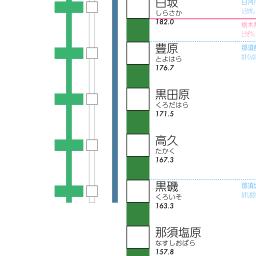 白坂
しらさか
182.0
豊原
とよはら
176.7
黒田原
くろだはら
171.5
高久
たかく
167.3
黒磯
くろいそ
163.3
那須塩原
なすしおばら
157.8